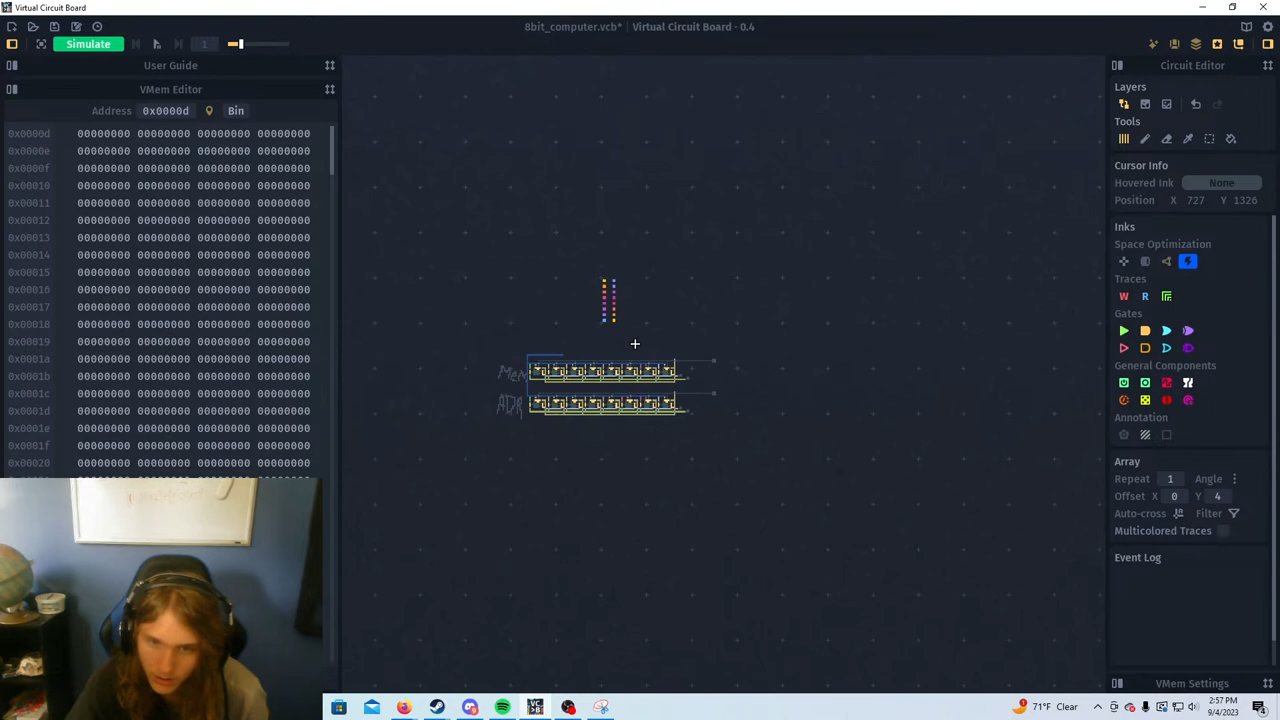 Virtual Circuit Board
8bit_computer.vcb* | Virtual Circuit Board - 0.4
Simulate
1
User Guide
Circuit Editor
VMem Editor
Layers
Address 0x0000d Bin
Tools
0x0000d 00000000 00000000 00000000 00000000
0x0000e 00000000 00000000 00000000 00000000
0x0000f 00000000 00000000 00000000 00000000
0x00010 00000000 00000000 00000000 00000000
0x00011 00000000 00000000 00000000 00000000
0x00012 00000000 00000000 00000000 00000000
0x00013 00000000 00000000 00000000 00000000
0x00014 00000000 00000000 00000000 00000000
0x00015 00000000 00000000 00000000 00000000
0x00016 00000000 00000000 00000000 00000000
0x00017 00000000 00000000 00000000 00000000
0x00018 00000000 00000000 00000000 00000000
0x00019 00000000 00000000 00000000 00000000
0x0001a 00000000 00000000 00000000 00000000
0x0001b 00000000 00000000 00000000 00000000
0x0001c 00000000 00000000 00000000 00000000
0x0001d 00000000 00000000 00000000 00000000
0x0001e 00000000 00000000 00000000 00000000
0x0001f 00000000 00000000 00000000 00000000
0x00020 00000000 00000000 00000000 00000000
Mem
ADR
Cursor Info
Hovered Ink None
Position X 727 Y 1326
Inks
Space Optimization
Traces
W R
Gates
General Components
Annotation
Array
Repeat 1 Angle
Offset X 0 Y 4
Auto-cross Filter
Multicolored Traces
Event Log
VMem Settings
71°F Clear
2:57 PM
9/4/2023